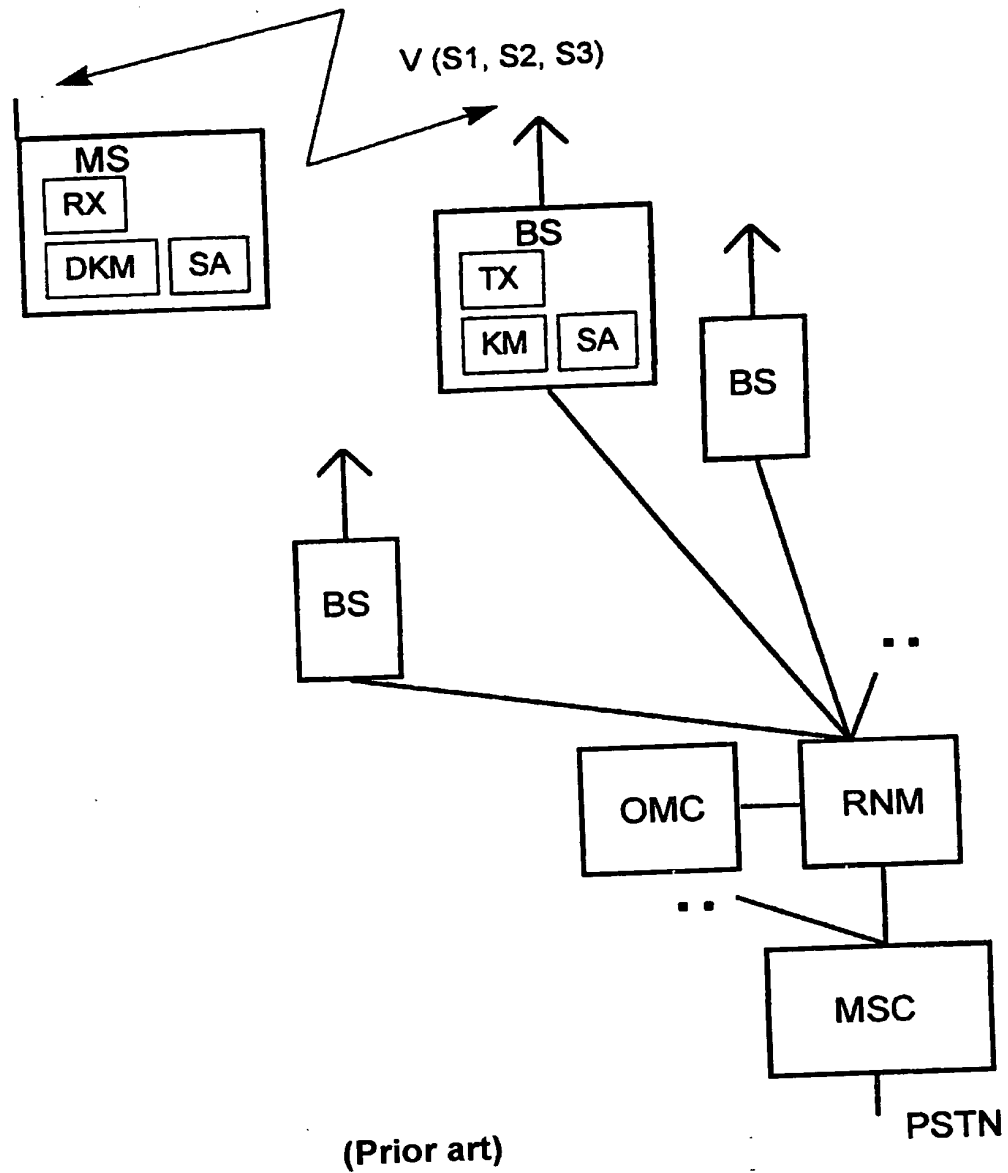 V (S1, S2, S3)
MS
RX
DKM SA
BS
TX
KM SA
BS
BS
OMC
RNM
MSC
PSTN
(Prior art)